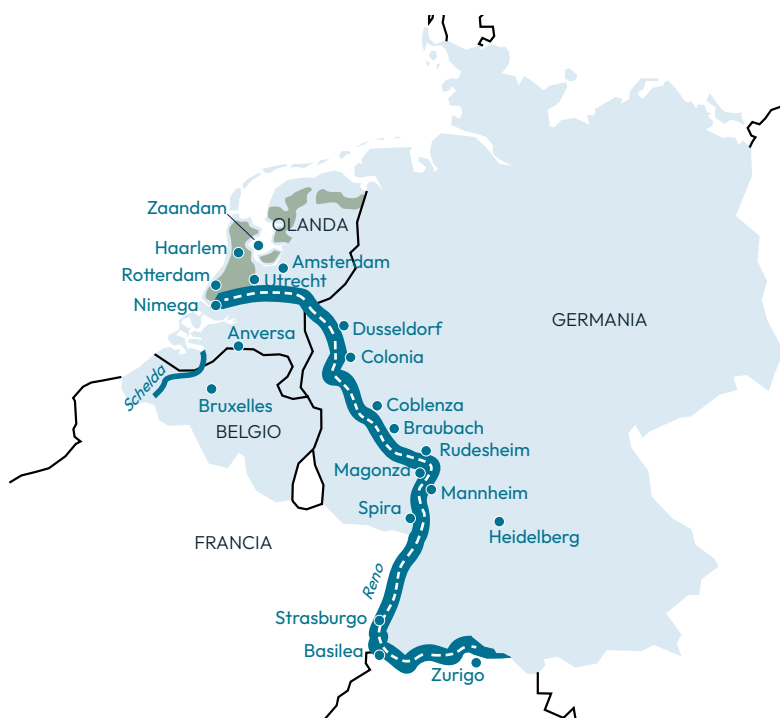 Zaandam
OLANDA
Haarlem
Amsterdam
Rotterdam
Utrecht
Nimega
GERMANIA
Dusseldorf
Anversa
Colonia
Schelda
Bruxelles
Coblenza
BELGIO
Braubach
Rudesheim
Magonza
Mannheim
Spira
Heidelberg
FRANCIA
Reno
Strasburgo
Basilea
Zurigo